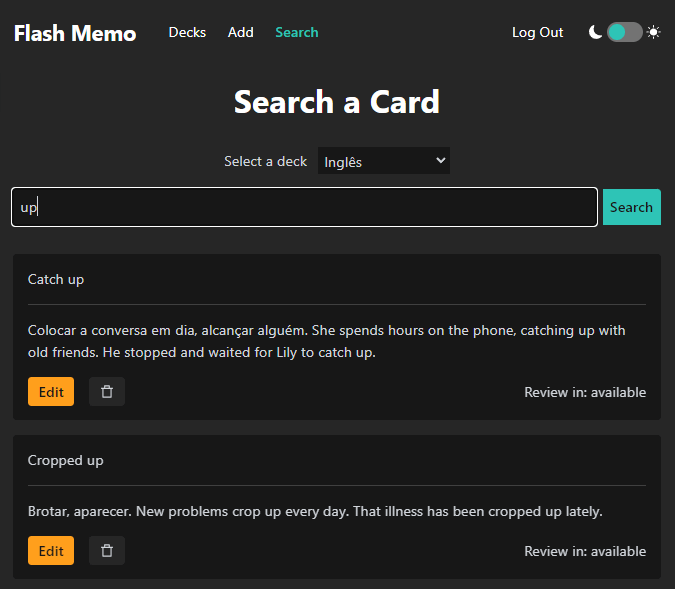 Flash Memo Decks Add Search Log Out
Search a Card
Select a deck Inglês
up Search
Catch up
Colocar a conversa em dia, alcançar alguém. She spends hours on the phone, catching up with
old friends. He stopped and waited for Lily to catch up.
Edit Review in: available
Cropped up
Brotar, aparecer. New problems crop up every day. That illness has been cropped up lately.
Edit Review in: available